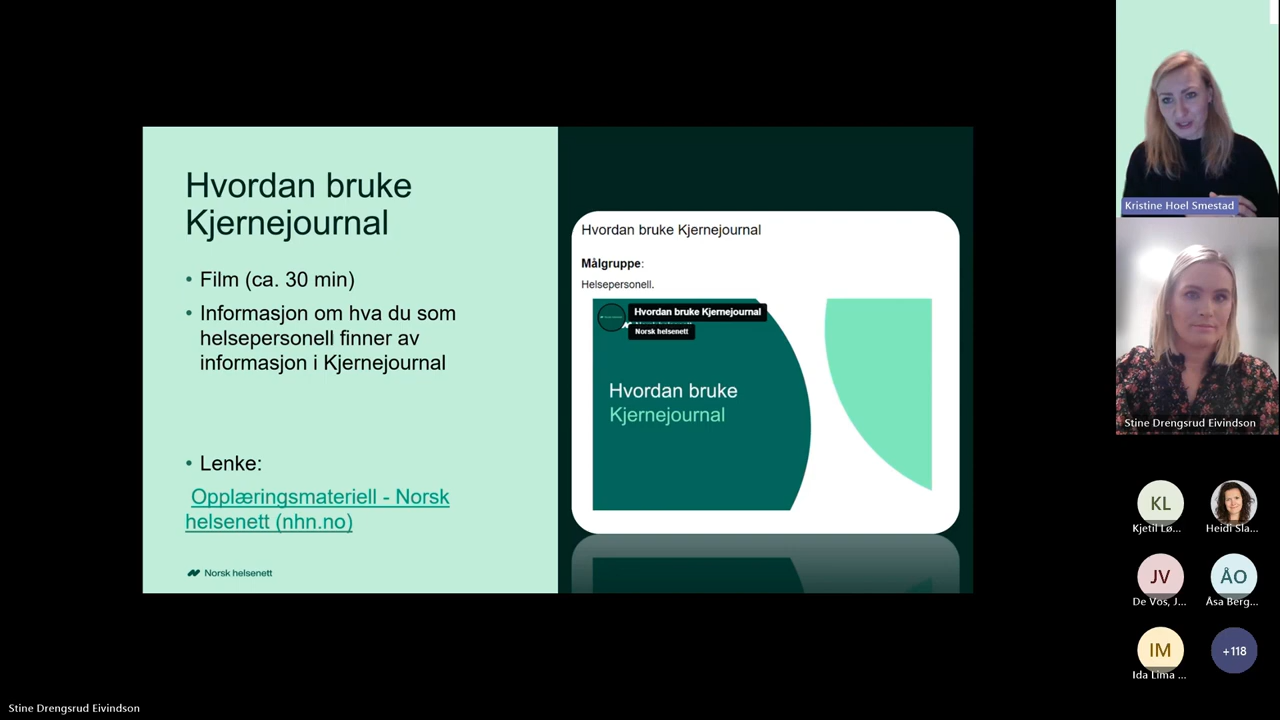 Hvordan bruke
Kjernejournal
• Film (ca. 30 min)
• Informasjon om hva du som
helsepersonell finner av
informasjon i Kjernejournal
• Lenke:
Opplæringsmateriell - Norsk
helsenett (nhn.no)
Norsk helsenett
Hvordan bruke Kjernejournal
Målgruppe:
Helsepersonell.
Hvordan bruke Kjernejournal
Norsk helsenett
Hvordan bruke
Kjernejournal
Kristine Hoel Smestad
Stine Drengsrud Eivindson
KL
Kjetil Lø...
Heidi Sla...
JV
De Vos, J...
ÅO
Åsa Berg...
IM
Ida Lima ...
+118
Stine Drengsrud Eivindson